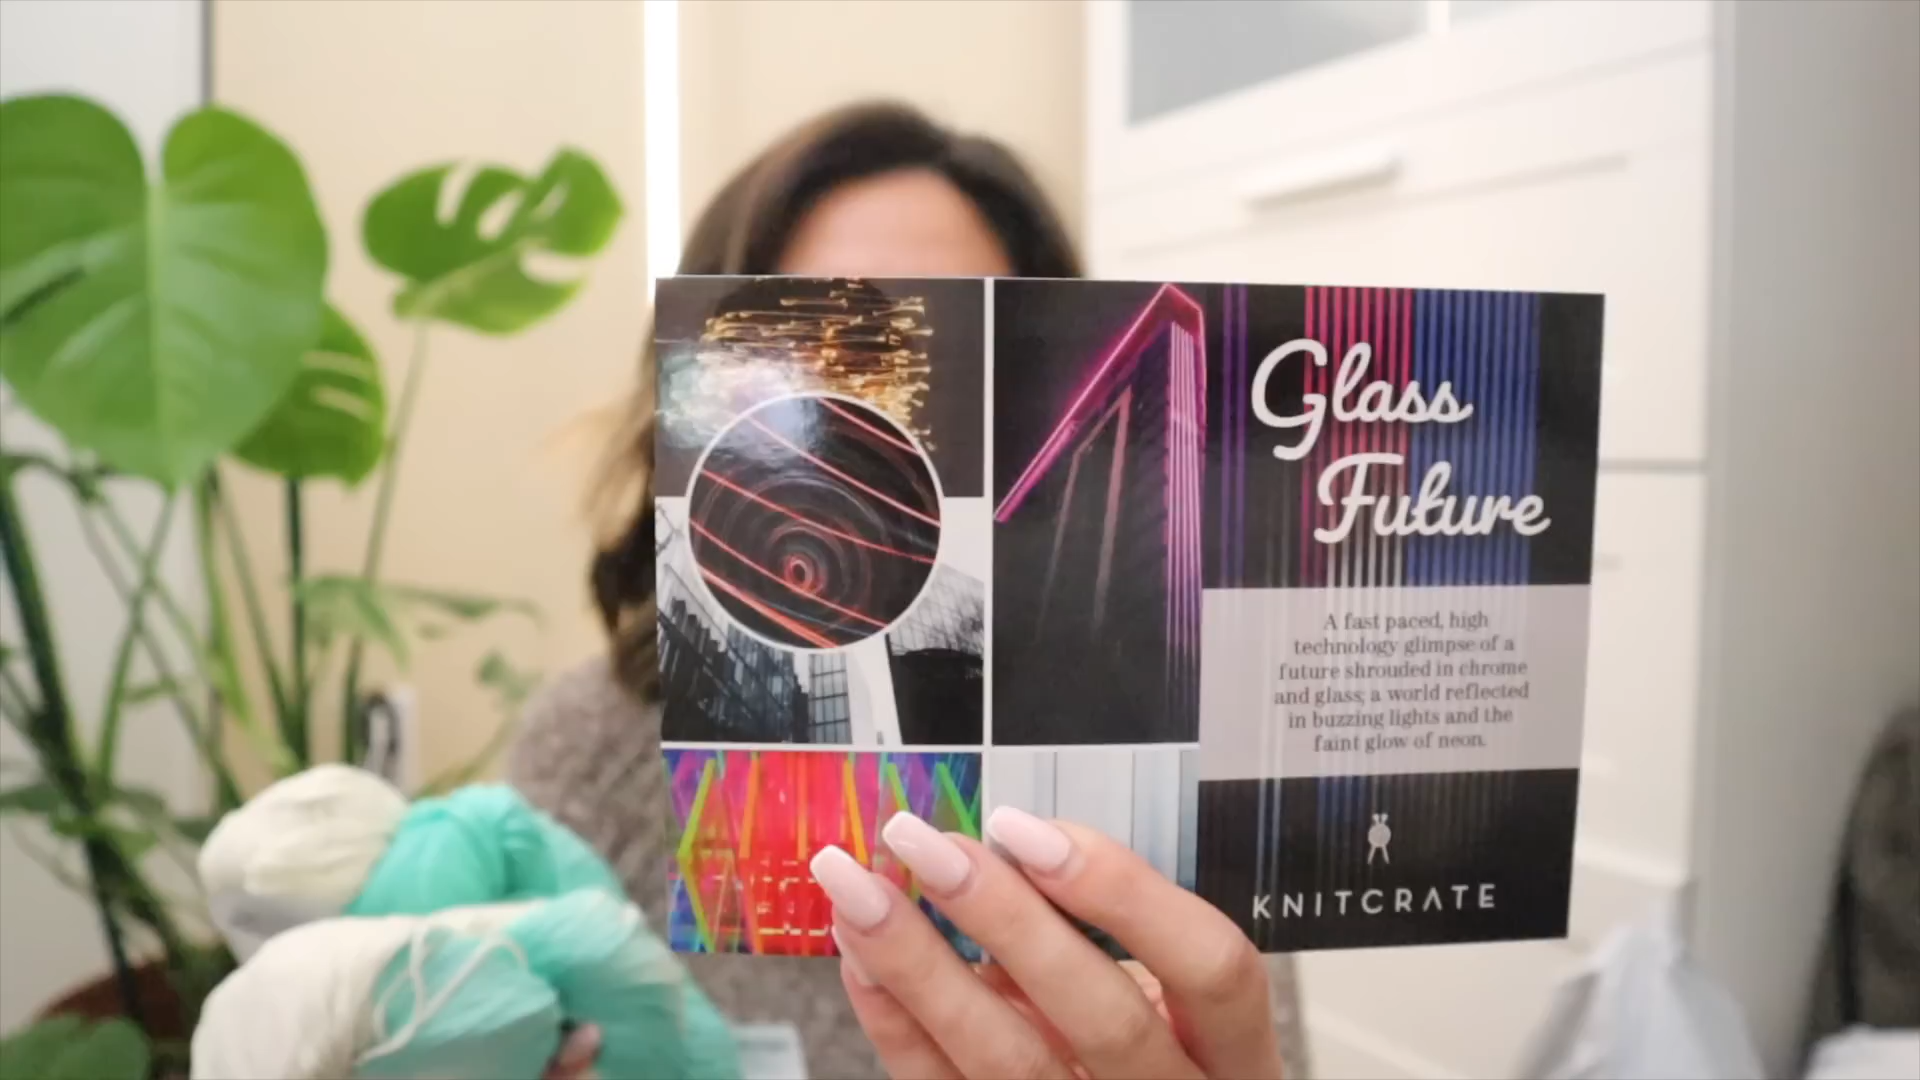 Glass
Future
A fast paced, high
technology glimpse of a
future shrouded in chrome
and glass; a world reflected
in buzzing lights and the
faint glow of neon.
KNITCRATE